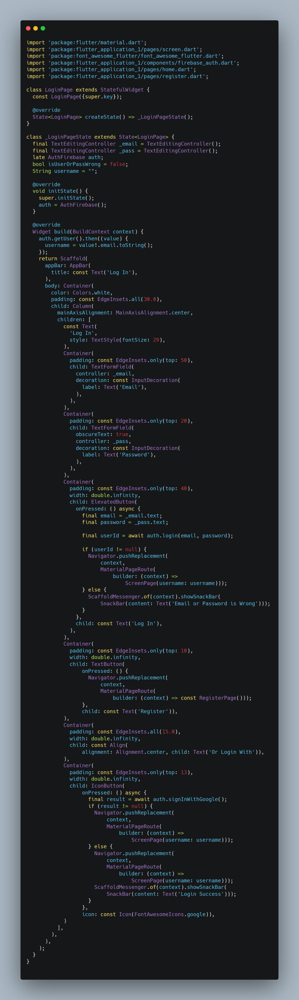 import 'package:flutter/material.dart';
import 'package:flutter_application_1/pages/screen.dart';
import 'package:font_awesome_flutter/font_awesome_flutter.dart';
import 'package:flutter_application_1/components/firebase_auth.dart';
import 'package:flutter_application_1/pages/home.dart';
import 'package:flutter_application_1/pages/register.dart';

class LoginPage extends StatefulWidget {
  const LoginPage({super.key});

  @override
  State<LoginPage> createState() => _LoginPageState();
}

class _LoginPageState extends State<LoginPage> {
  final TextEditingController _email = TextEditingController();
  final TextEditingController _pass = TextEditingController();
  late AuthFirebase auth;
  bool isUserOrPassWrong = false;
  String username = "";

  @override
  void initState() {
    super.initState();
    auth = AuthFirebase();
  }

  @override
  Widget build(BuildContext context) {
    auth.getUser().then((value) {
      username = value!.email.toString();
    });
    return Scaffold(
      appBar: AppBar(
        title: const Text('Log In'),
      ),
      body: Container(
        color: Colors.white,
        padding: const EdgeInsets.all(30.0),
        child: Column(
          mainAxisAlignment: MainAxisAlignment.center,
          children: [
            const Text(
              'Log In',
              style: TextStyle(fontSize: 29),
            ),
            Container(
              padding: const EdgeInsets.only(top: 50),
              child: TextFormField(
                controller: _email,
                decoration: const InputDecoration(
                  label: Text('Email'),
                ),
              ),
            ),
            Container(
              padding: const EdgeInsets.only(top: 20),
              child: TextFormField(
                obscureText: true,
                controller: _pass,
                decoration: const InputDecoration(
                  label: Text('Password'),
                ),
              ),
            ),
            Container(
              padding: const EdgeInsets.only(top: 40),
              width: double.infinity,
              child: ElevatedButton(
                onPressed: () async {
                  final email = _email.text;
                  final password = _pass.text;

                  final userId = await auth.login(email, password);

                  if (userId != null) {
                    Navigator.pushReplacement(
                        context,
                        MaterialPageRoute(
                            builder: (context) =>
                                ScreenPage(username: username)));
                  } else {
                    ScaffoldMessenger.of(context).showSnackBar(
                        SnackBar(content: Text('Email or Password is Wrong')));
                  }
                },
                child: const Text('Log In'),
              ),
            ),
            Container(
              padding: const EdgeInsets.only(top: 10),
              width: double.infinity,
              child: TextButton(
                  onPressed: () {
                    Navigator.pushReplacement(
                        context,
                        MaterialPageRoute(
                            builder: (context) => const RegisterPage()));
                  },
                  child: const Text('Register')),
            ),
            Container(
              padding: const EdgeInsets.all(15.0),
              width: double.infinity,
              child: const Align(
                  alignment: Alignment.center, child: Text('Or Login With')),
            ),
            Container(
              padding: const EdgeInsets.only(top: 13),
              width: double.infinity,
              child: IconButton(
                  onPressed: () async {
                    final result = await auth.signInWithGoogle();
                    if (result != null) {
                      Navigator.pushReplacement(
                          context,
                          MaterialPageRoute(
                              builder: (context) =>
                                  ScreenPage(username: username)));
                    } else {
                      Navigator.pushReplacement(
                          context,
                          MaterialPageRoute(
                              builder: (context) =>
                                  ScreenPage(username: username)));
                      ScaffoldMessenger.of(context).showSnackBar(
                          SnackBar(content: Text('Login Success')));
                    }
                  },
                  icon: const Icon(FontAwesomeIcons.google)),
            )
          ],
        ),
      ),
    );
  }
}